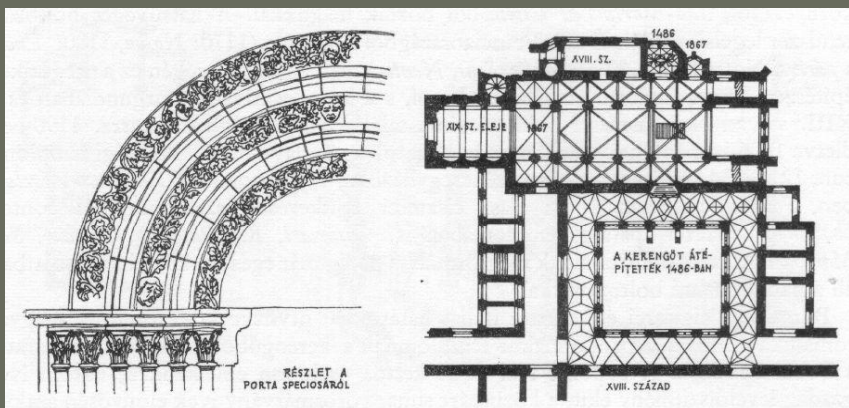 RÉSZLET A
PORTA SPECIOSÁRÓL
XVIII. SZ.
1486
1867
XIX. SZ. ELEJE
1867
A KERENGŐT ÁTÉ-
PÍTETTÉK 1486-BAN
XVIII. SZÁZAD